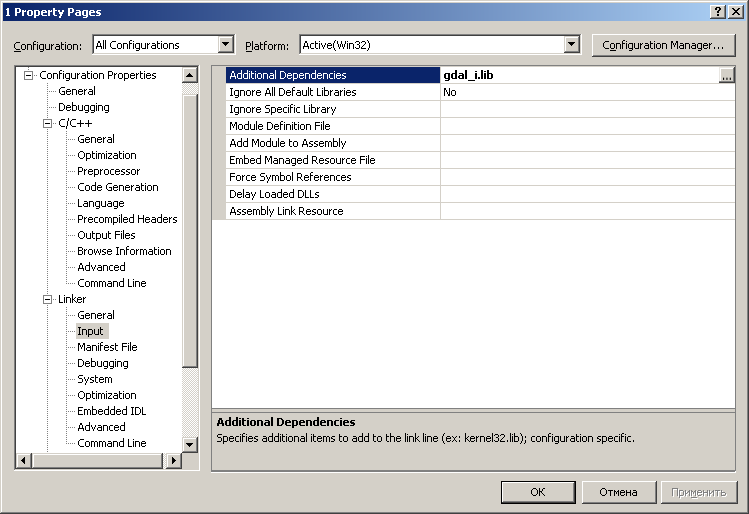 1 Property Pages
Configuration: All Configurations Platform: Active(Win32) Configuration Manager...
Configuration Properties
General
Debugging
C/C++
General
Optimization
Preprocessor
Code Generation
Language
Precompiled Headers
Output Files
Browse Information
Advanced
Command Line
Linker
General
Input
Manifest File
Debugging
System
Optimization
Embedded IDL
Advanced
Command Line
Additional Dependencies gdal_i.lib ...
Ignore All Default Libraries No
Ignore Specific Library
Module Definition File
Add Module to Assembly
Embed Managed Resource File
Force Symbol References
Delay Loaded DLLs
Assembly Link Resource
Additional Dependencies
Specifies additional items to add to the link line (ex: kernel32.lib); configuration specific.
OK Отмена Применить